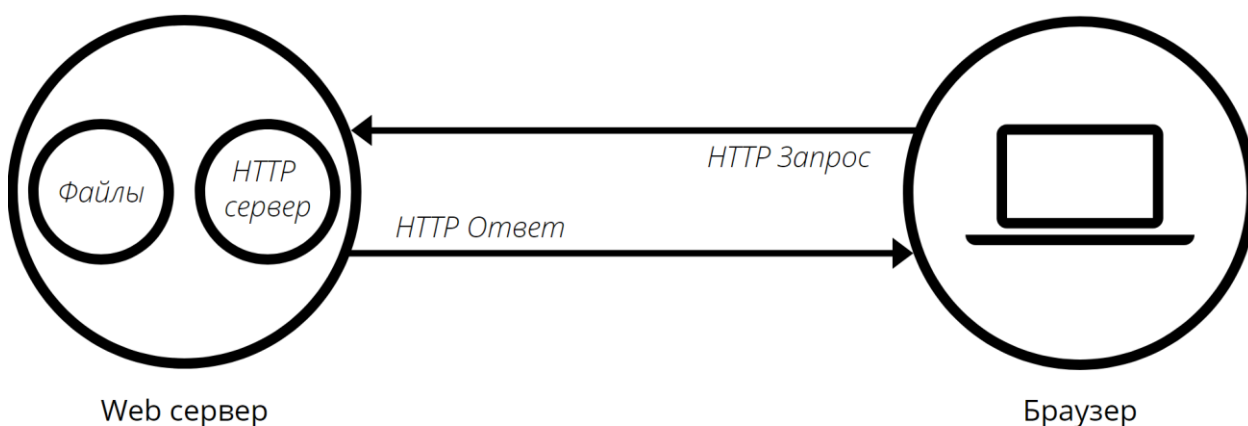 Файлы
HTTP
сервер
HTTP Запрос
HTTP Ответ
Web сервер
Браузер